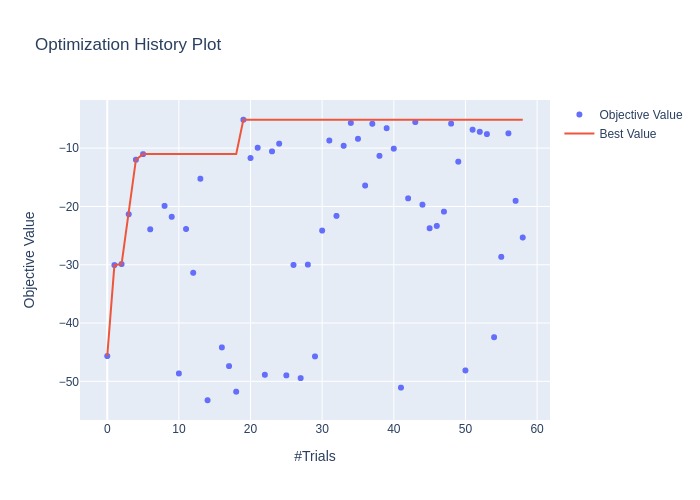 Optimization History Plot
Objective Value
Best Value
−10
−20
−30
−40
−50
Objective Value
0 10 20 30 40 50 60
#Trials